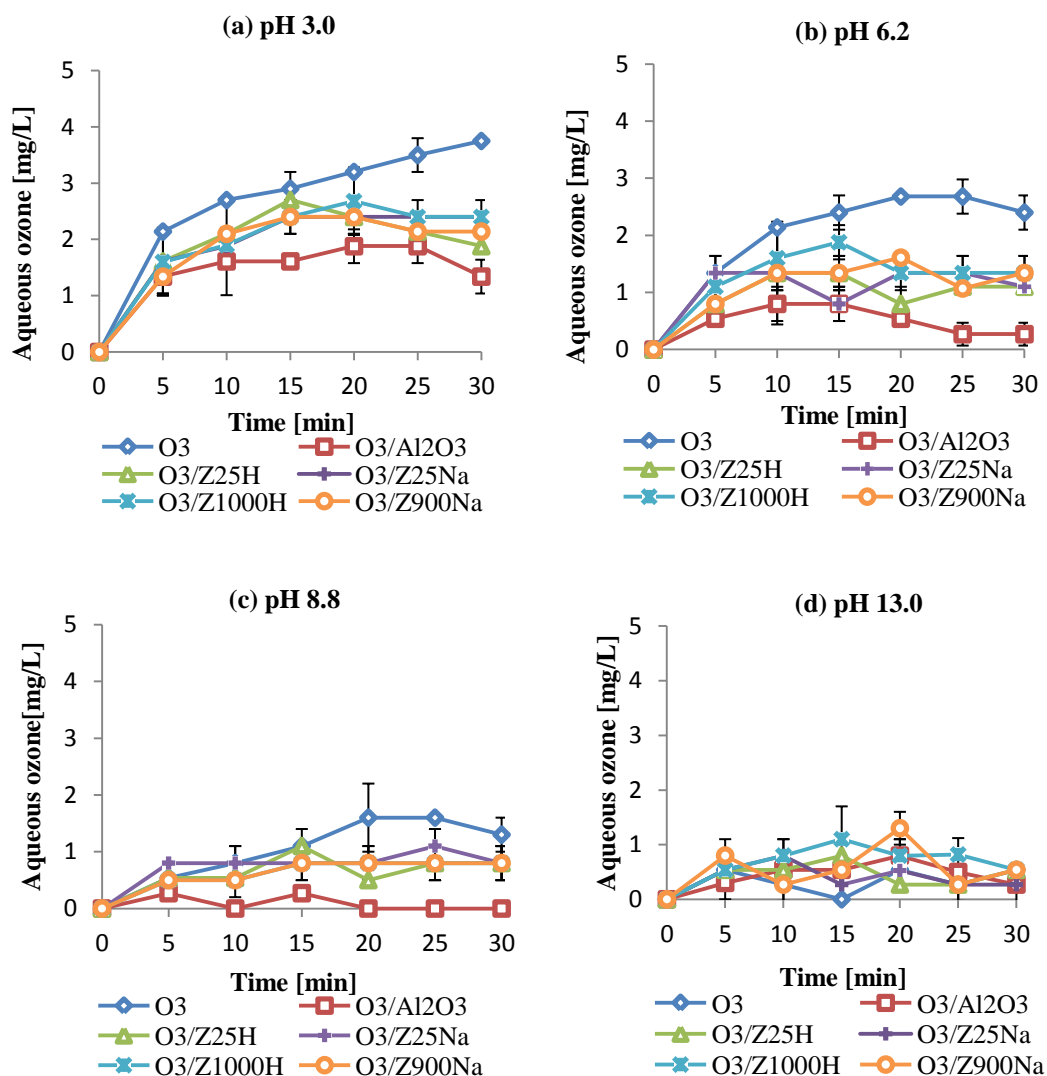 (a) pH 3.0
Aqueous ozone [mg/L]
5
4
3
2
1
0
0 5 10 15 20 25 30
Time [min]
O3 O3/Al2O3
O3/Z25H O3/Z25Na
O3/Z1000H O3/Z900Na
(b) pH 6.2
Aqueous ozone [mg/L]
5
4
3
2
1
0
0 5 10 15 20 25 30
Time [min]
O3 O3/Al2O3
O3/Z25H O3/Z25Na
O3/Z1000H O3/Z900Na
(c) pH 8.8
Aqueous ozone[mg/L]
5
4
3
2
1
0
0 5 10 15 20 25 30
Time [min]
O3 O3/Al2O3
O3/Z25H O3/Z25Na
O3/Z1000H O3/Z900Na
(d) pH 13.0
Aqueous ozone [mg/L]
5
4
3
2
1
0
0 5 10 15 20 25 30
Time [min]
O3 O3/Al2O3
O3/Z25H O3/Z25Na
O3/Z1000H O3/Z900Na